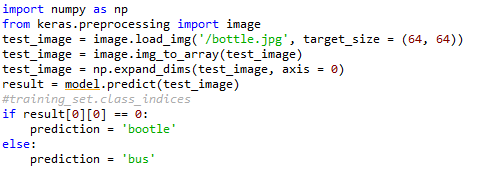 import numpy as np
from keras.preprocessing import image
test_image = image.load_img('/bottle.jpg', target_size = (64, 64))
test_image = image.img_to_array(test_image)
test_image = np.expand_dims(test_image, axis = 0)
result = model.predict(test_image)
#training_set.class_indices
if result[0][0] == 0:
    prediction = 'bootle'
else:
    prediction = 'bus'